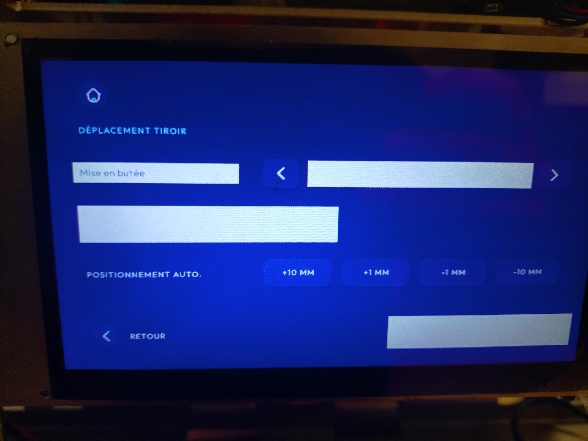 DÉPLACEMENT TIROIR
Mise en butée
POSITIONNEMENT AUTO. +10 MM +1 MM -1 MM -10 MM
RETOUR